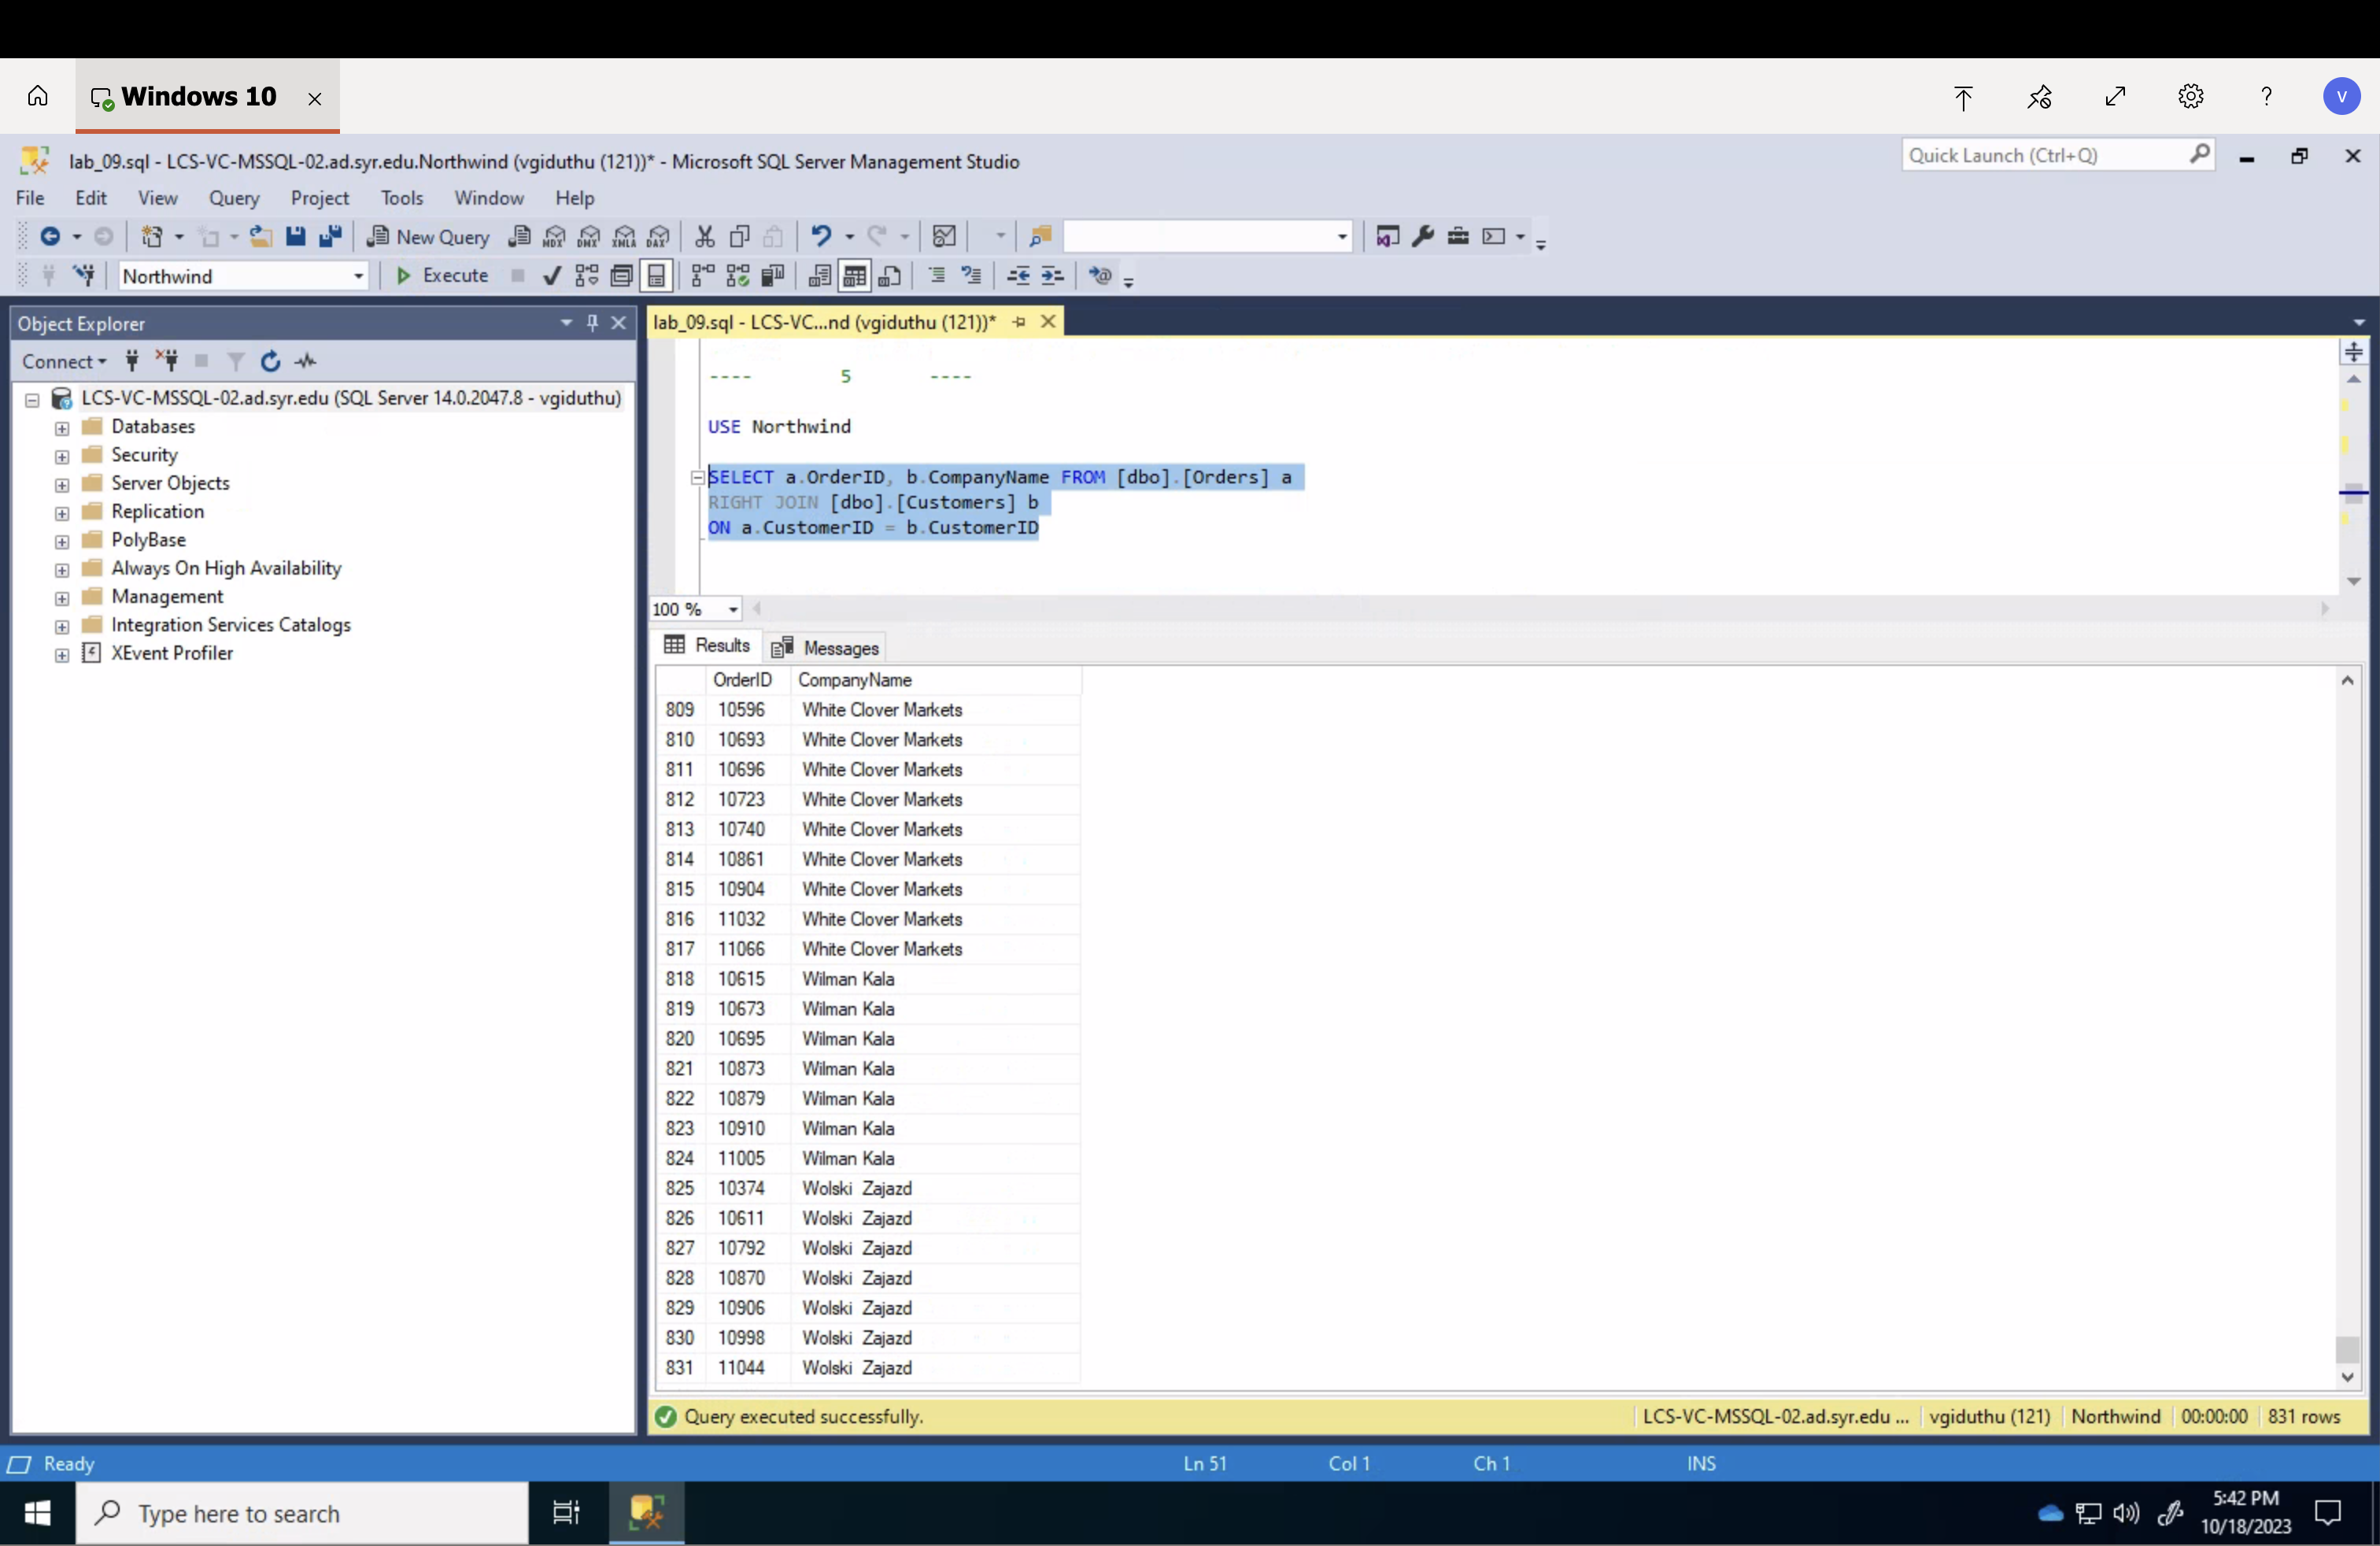 Windows 10
V
lab_09.sql - LCS-VC-MSSQL-02.ad.syr.edu.Northwind (vgiduthu (121))* - Microsoft SQL Server Management Studio
Quick Launch (Ctrl+Q)
File Edit View Query Project Tools Window Help
New Query MDX DMX XMLA DAX
Northwind Execute
Object Explorer
lab_09.sql - LCS-VC...nd (vgiduthu (121))*
Connect
LCS-VC-MSSQL-02.ad.syr.edu (SQL Server 14.0.2047.8 - vgiduthu)
Databases
Security
Server Objects
Replication
PolyBase
Always On High Availability
Management
Integration Services Catalogs
XEvent Profiler
---- 5 ----
USE Northwind
SELECT a.OrderID, b.CompanyName FROM [dbo].[Orders] a
RIGHT JOIN [dbo].[Customers] b
ON a.CustomerID = b.CustomerID
100 %
Results Messages
OrderID CompanyName
809 10596 White Clover Markets
810 10693 White Clover Markets
811 10696 White Clover Markets
812 10723 White Clover Markets
813 10740 White Clover Markets
814 10861 White Clover Markets
815 10904 White Clover Markets
816 11032 White Clover Markets
817 11066 White Clover Markets
818 10615 Wilman Kala
819 10673 Wilman Kala
820 10695 Wilman Kala
821 10873 Wilman Kala
822 10879 Wilman Kala
823 10910 Wilman Kala
824 11005 Wilman Kala
825 10374 Wolski  Zajazd
826 10611 Wolski  Zajazd
827 10792 Wolski  Zajazd
828 10870 Wolski  Zajazd
829 10906 Wolski  Zajazd
830 10998 Wolski  Zajazd
831 11044 Wolski  Zajazd
Query executed successfully. LCS-VC-MSSQL-02.ad.syr.edu ... vgiduthu (121) Northwind 00:00:00 831 rows
Ready Ln 51 Col 1 Ch 1 INS
Type here to search
5:42 PM
10/18/2023